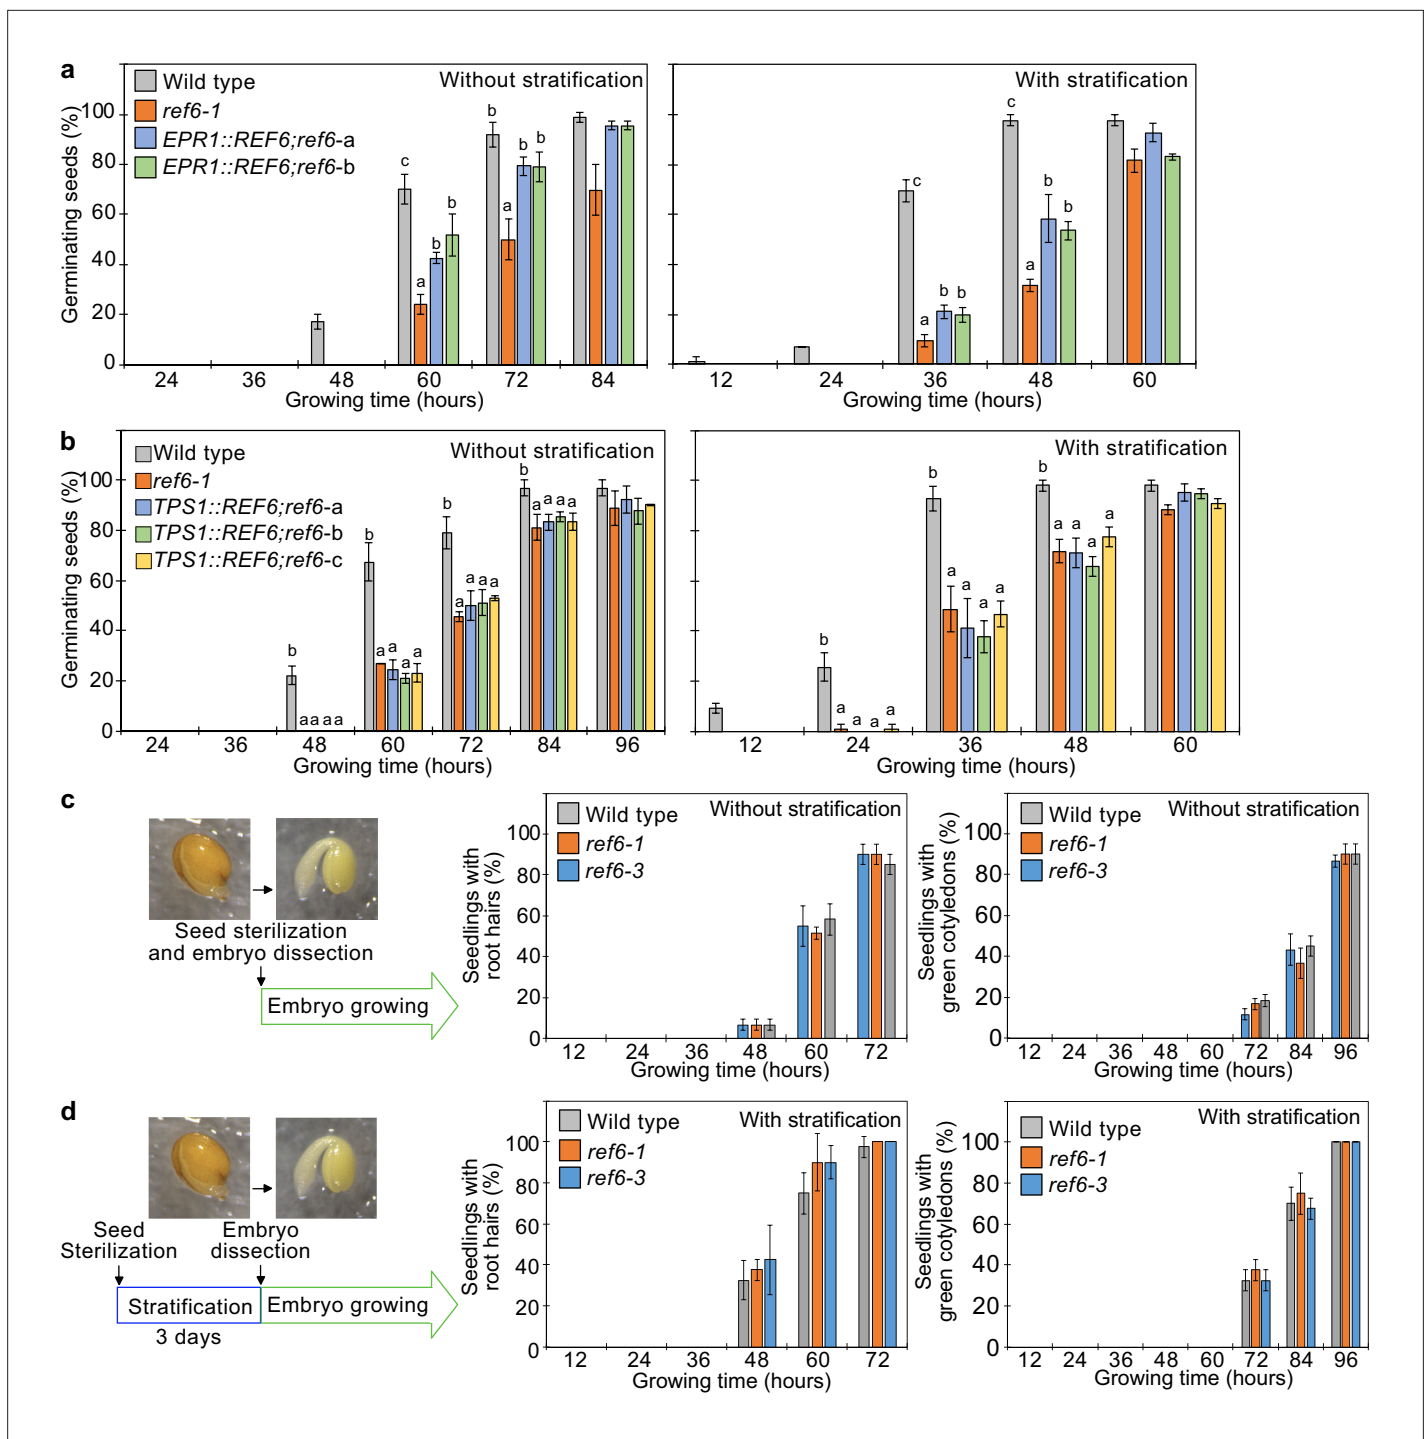 a
Wild type
ref6-1
EPR1::REF6;ref6-a
EPR1::REF6;ref6-b
Without stratification
Germinating seeds (%)
100
80
60
40
20
0
c
a
b
b
b
a
b
b
24 36 48 60 72 84
Growing time (hours)
With stratification
c
a
b
b
c
a
b
b
12 24 36 48 60
Growing time (hours)
b
Wild type
ref6-1
TPS1::REF6;ref6-a
TPS1::REF6;ref6-b
TPS1::REF6;ref6-c
Without stratification
Germinating seeds (%)
100
80
60
40
20
0
b
a a a a
b
a a a a
b
a a a a
b
a a a a
24 36 48 60 72 84 96
Growing time (hours)
With stratification
b
a a a a
b
a a a a
b
a a a a
12 24 36 48 60
Growing time (hours)
c
Seed sterilization
and embryo dissection
Embryo growing
Wild type
ref6-1
ref6-3
Without stratification
Seedlings with
root hairs (%)
100
80
60
40
20
0
12 24 36 48 60 72
Growing time (hours)
Wild type
ref6-1
ref6-3
Without stratification
Seedlings with
green cotyledons (%)
100
80
60
40
20
0
12 24 36 48 60 72 84 96
Growing time (hours)
d
Seed
Sterilization
Embryo
dissection
Stratification
Embryo growing
3 days
Wild type
ref6-1
ref6-3
With stratification
Seedlings with
root hairs (%)
100
80
60
40
20
0
12 24 36 48 60 72
Growing time (hours)
Wild type
ref6-1
ref6-3
With stratification
Seedlings with
green cotyledons (%)
100
80
60
40
20
0
12 24 36 48 60 72 84 96
Growing time (hours)